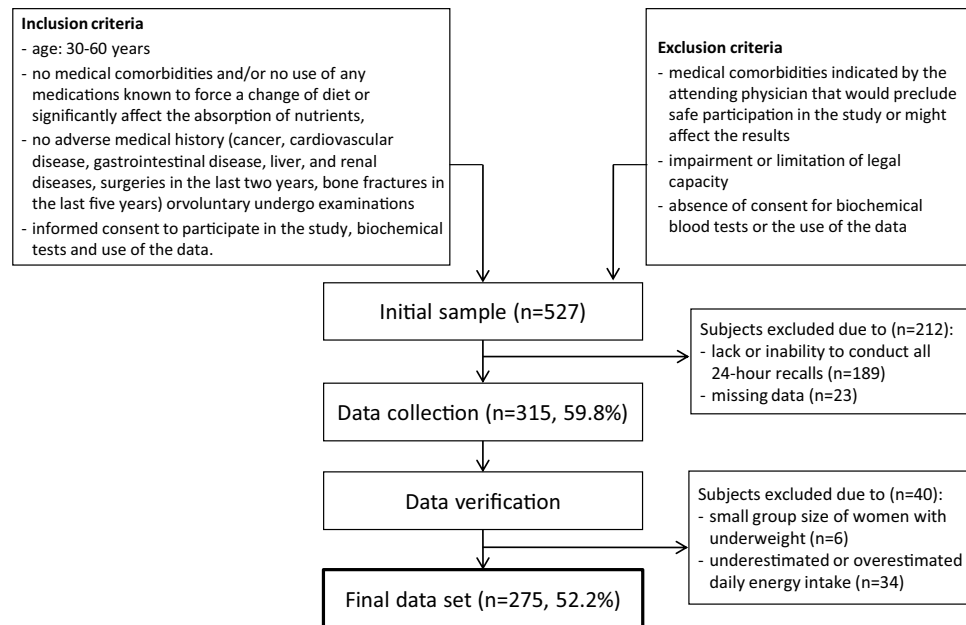 Inclusion criteria
- age: 30-60 years
- no medical comorbidities and/or no use of any
medications known to force a change of diet or
significantly affect the absorption of nutrients,
- no adverse medical history (cancer, cardiovascular
disease, gastrointestinal disease, liver, and renal
diseases, surgeries in the last two years, bone fractures in
the last five years) orvoluntary undergo examinations
- informed consent to participate in the study, biochemical
tests and use of the data.
Exclusion criteria
- medical comorbidities indicated by the
attending physician that would preclude
safe participation in the study or might
affect the results
- impairment or limitation of legal
capacity
- absence of consent for biochemical
blood tests or the use of the data
Initial sample (n=527)
Subjects excluded due to (n=212):
- lack or inability to conduct all
24-hour recalls (n=189)
- missing data (n=23)
Data collection (n=315, 59.8%)
Data verification
Subjects excluded due to (n=40):
- small group size of women with
underweight (n=6)
- underestimated or overestimated
daily energy intake (n=34)
Final data set (n=275, 52.2%)